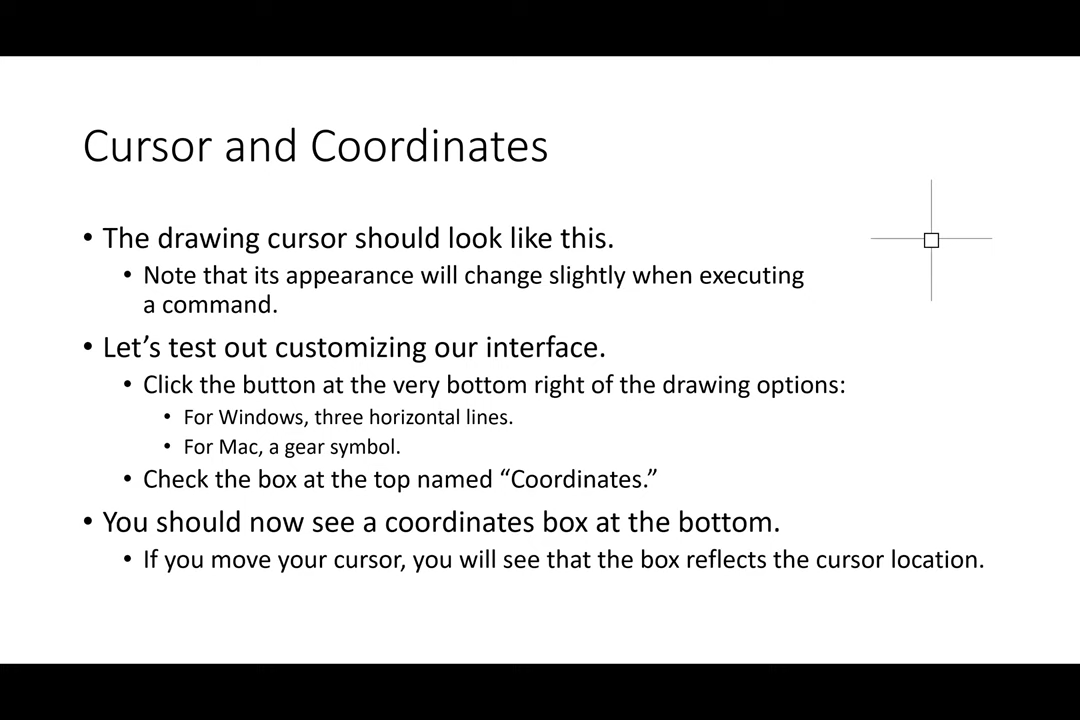 Cursor and Coordinates
• The drawing cursor should look like this.
• Note that its appearance will change slightly when executing
a command.
• Let’s test out customizing our interface.
• Click the button at the very bottom right of the drawing options:
• For Windows, three horizontal lines.
• For Mac, a gear symbol.
• Check the box at the top named “Coordinates.”
• You should now see a coordinates box at the bottom.
• If you move your cursor, you will see that the box reflects the cursor location.